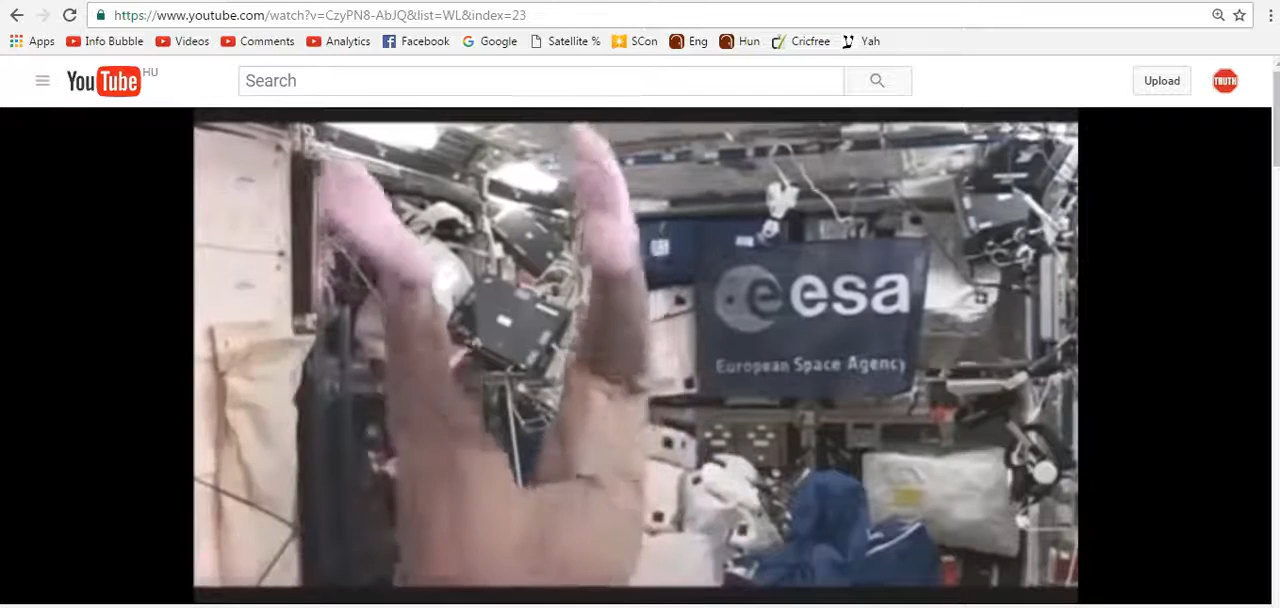 https://www.youtube.com/watch?v=CzyPN8-AbJQ&list=WL&index=23
Apps Info Bubble Videos Comments Analytics Facebook Google Satellite % SCon Eng Hun Cricfree Yah
YouTube HU Search Upload TRUTH
esa
European Space Agency